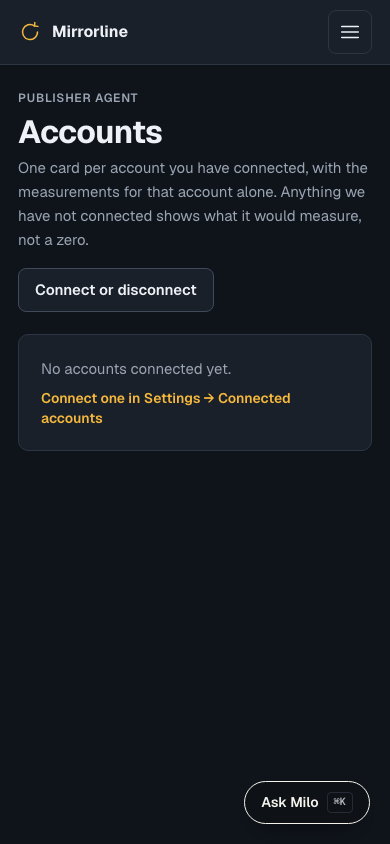 Mirrorline
PUBLISHER AGENT
Accounts
One card per account you have connected, with the
measurements for that account alone. Anything we
have not connected shows what it would measure,
not a zero.
Connect or disconnect
No accounts connected yet.
Connect one in Settings → Connected
accounts
Ask Milo ⌘K